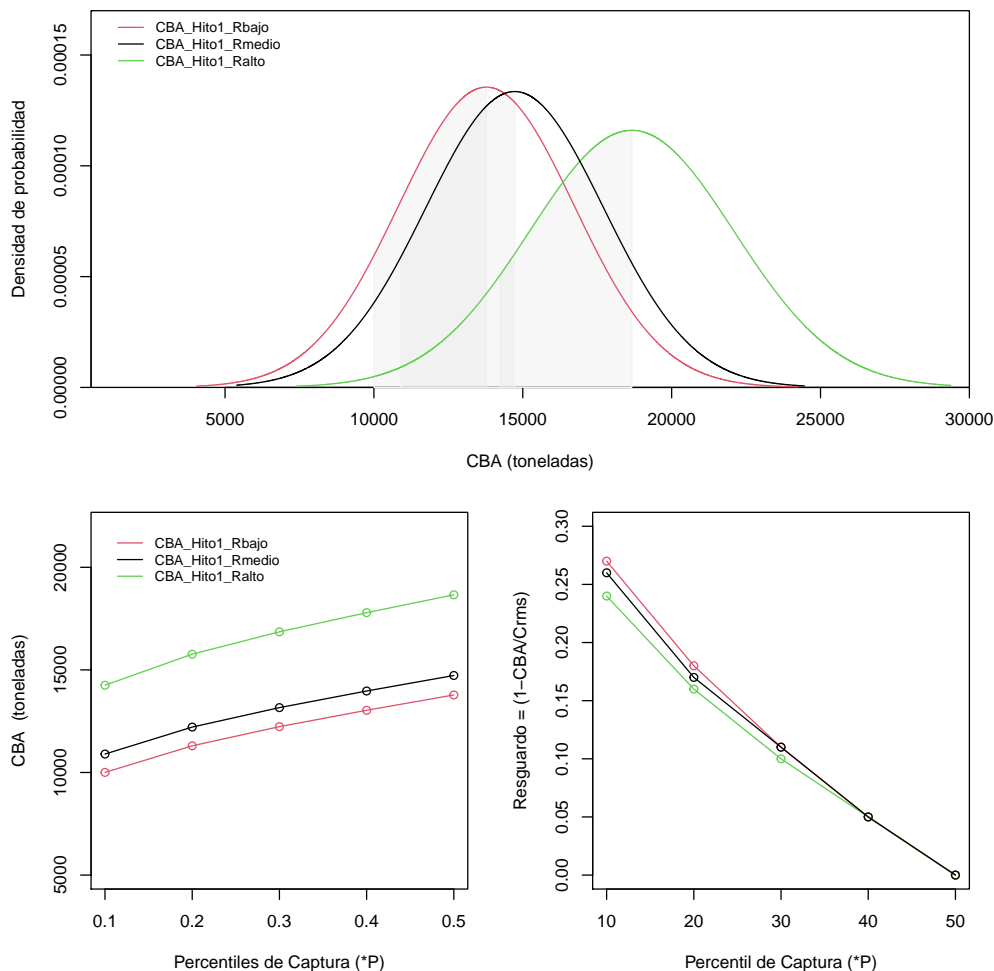 CBA_Hito1_Rbajo
CBA_Hito1_Rmedio
CBA_Hito1_Ralto
Densidad de probabilidad
0.00000
0.00005
0.00010
0.00015
5000
10000
15000
20000
25000
30000
CBA (toneladas)
CBA_Hito1_Rbajo
CBA_Hito1_Rmedio
CBA_Hito1_Ralto
CBA (toneladas)
5000
10000
15000
20000
0.1
0.2
0.3
0.4
0.5
Percentiles de Captura (*P)
Resguardo = (1−CBA/Crms)
0.00
0.05
0.10
0.15
0.20
0.25
0.30
10
20
30
40
50
Percentil de Captura (*P)